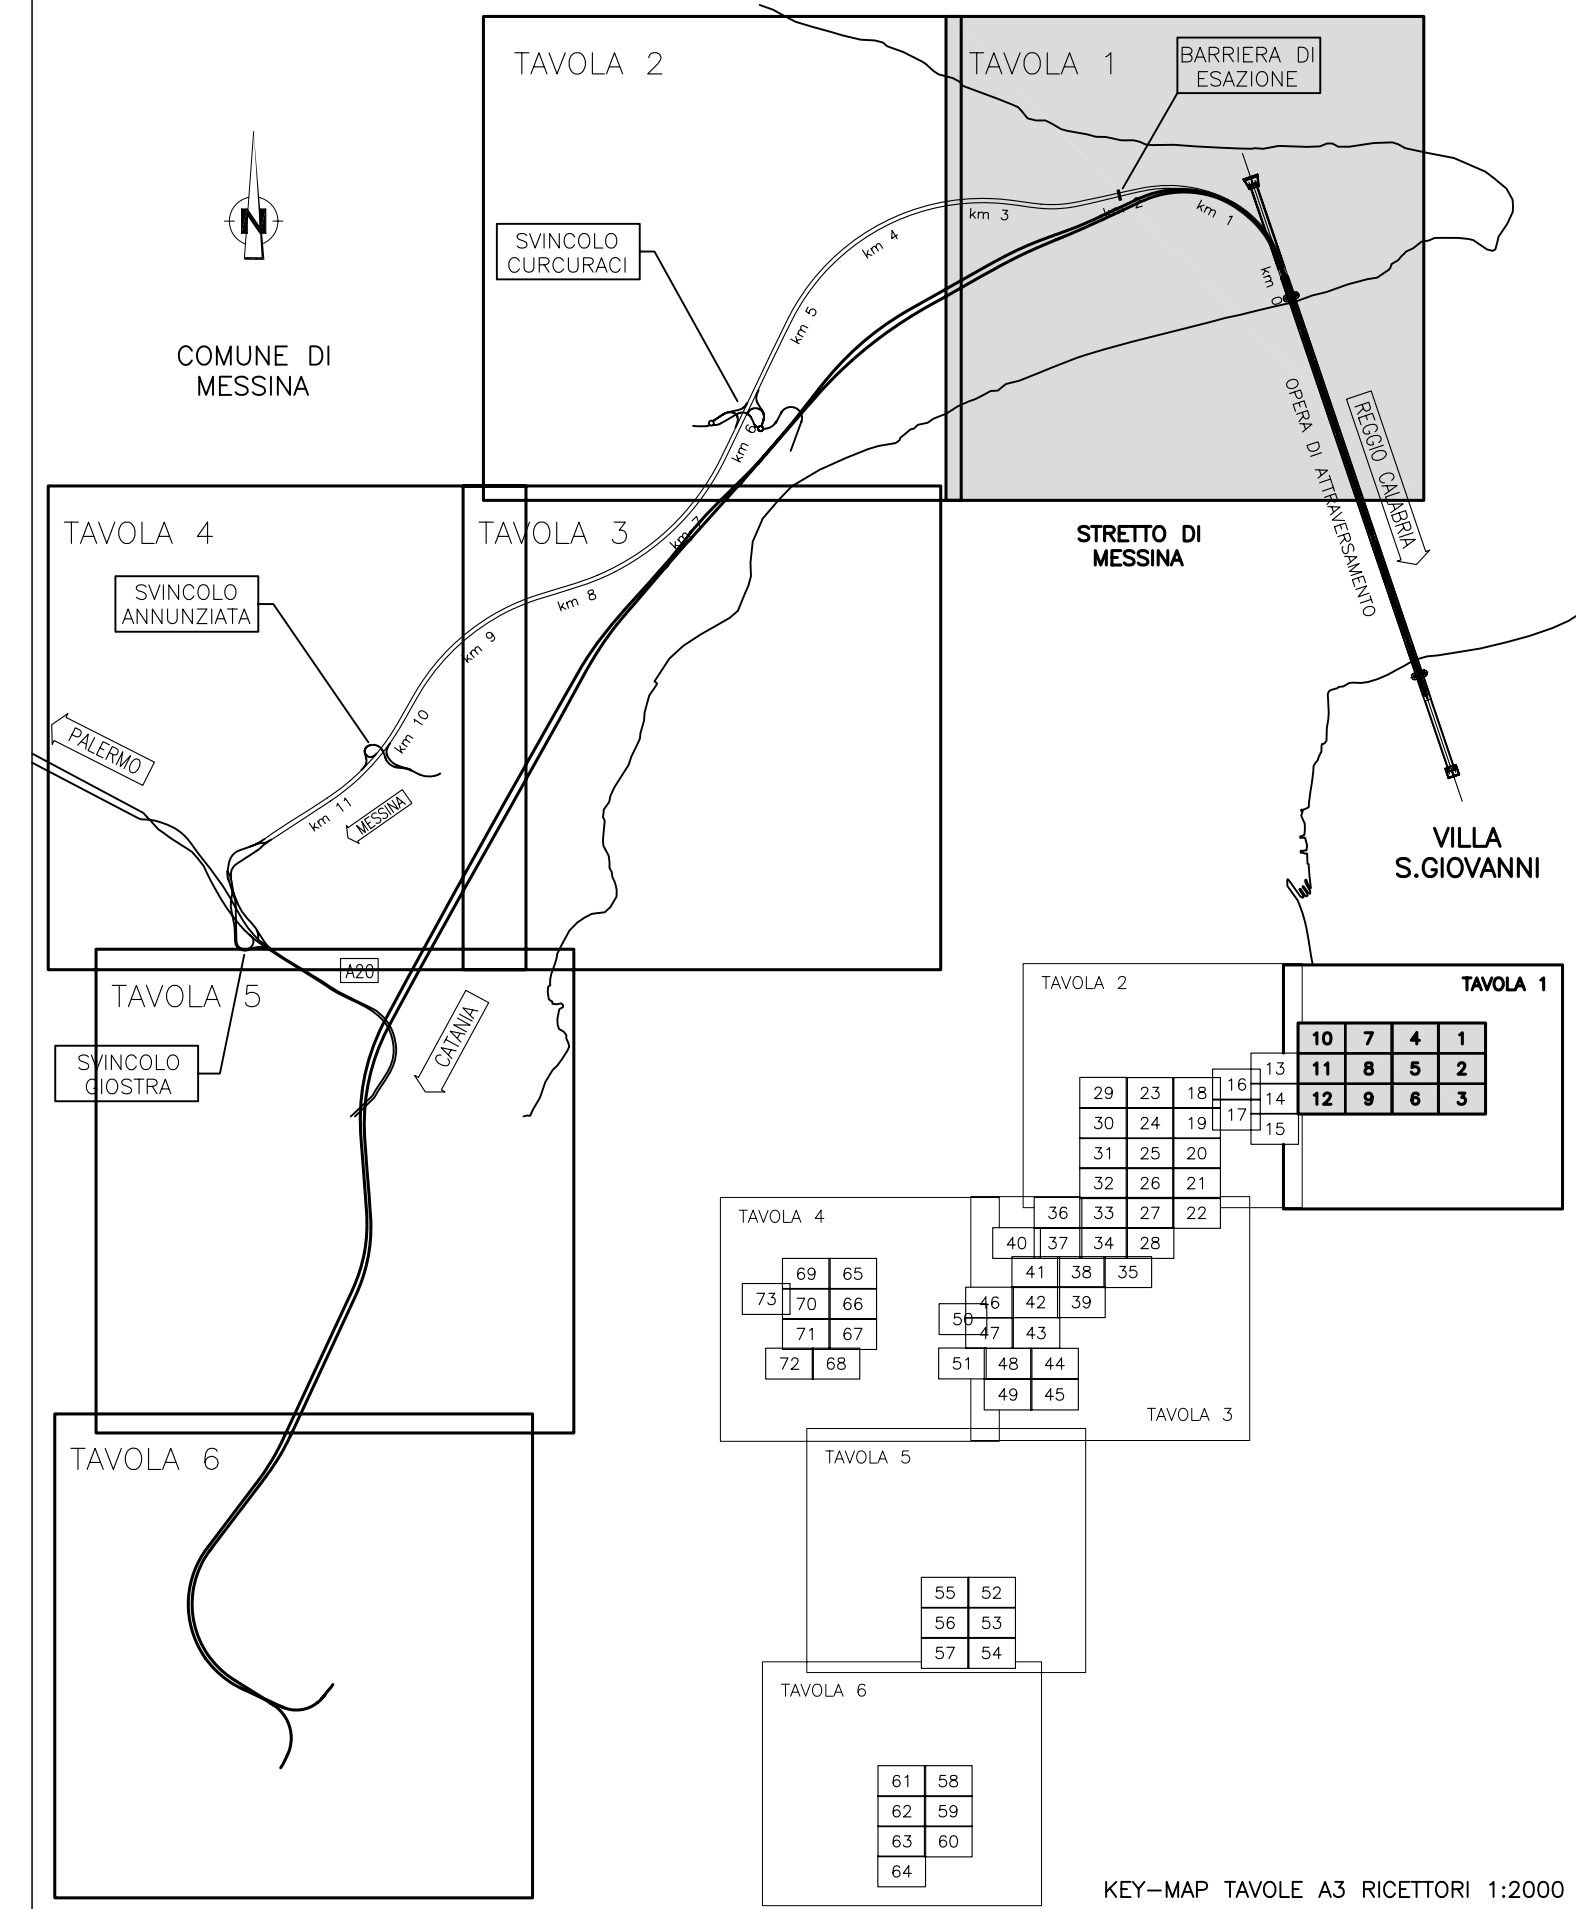 TAVOLA 2
TAVOLA 1
BARRIERA DI
ESAZIONE
N
SVINCOLO
CURCURACI
km 0
km 1
km 2
km 3
km 4
km 5
km 6
km 7
km 8
km 9
km 10
km 11
COMUNE DI
MESSINA
OPERA DI ATTRAVERSAMENTO
REGGIO CALABRIA
TAVOLA 4
TAVOLA 3
STRETTO DI
MESSINA
SVINCOLO
ANNUNZIATA
PALERMO
MESSINA
VILLA
S.GIOVANNI
A20
TAVOLA 5
CATANIA
SVINCOLO
GIOSTRA
TAVOLA 6
TAVOLA 2
TAVOLA 1
10 7 4 1
11 8 5 2
12 9 6 3
13
14
15
16
17
29 23 18
30 24 19
31 25 20
32 26 21
36 33 27 22
40 37 34 28
41 38 35
46 42 39
50
47 43
51 48 44
49 45
TAVOLA 4
69 65
73
70 66
71 67
72 68
TAVOLA 3
TAVOLA 5
55 52
56 53
57 54
TAVOLA 6
61 58
62 59
63 60
64
KEY-MAP TAVOLE A3 RICETTORI 1:2000